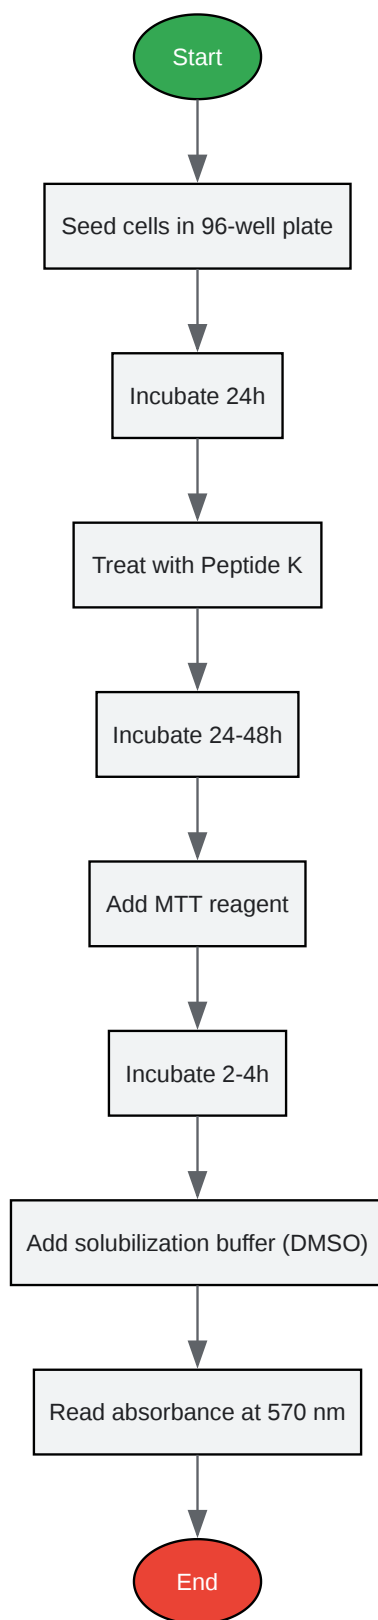 Start
Seed cells in 96-well plate
Incubate 24h
Treat with Peptide K
Incubate 24-48h
Add MTT reagent
Incubate 2-4h
Add solubilization buffer (DMSO)
Read absorbance at 570 nm
End